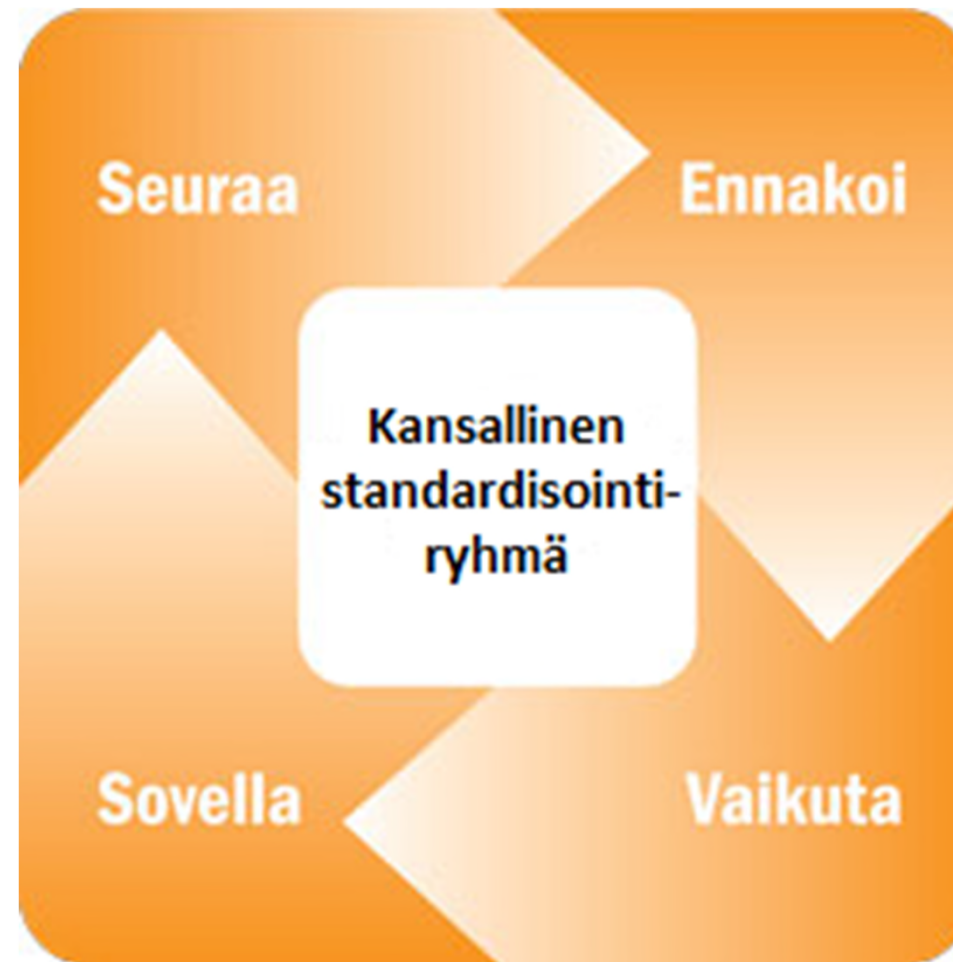 Seuraa
Ennakoi
Kansallinen
standardisointi-
ryhmä
Sovella
Vaikuta